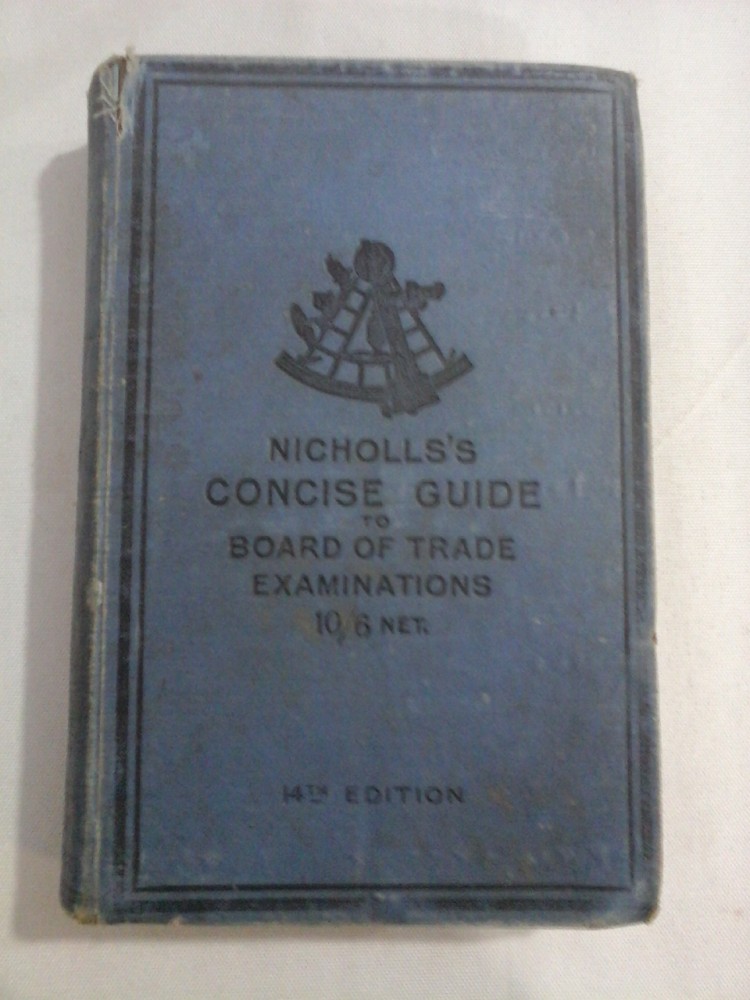 NICHOLLS'S
CONCISE GUIDE
TO
BOARD OF TRADE
EXAMINATIONS
10/6 NET.
14TH EDITION